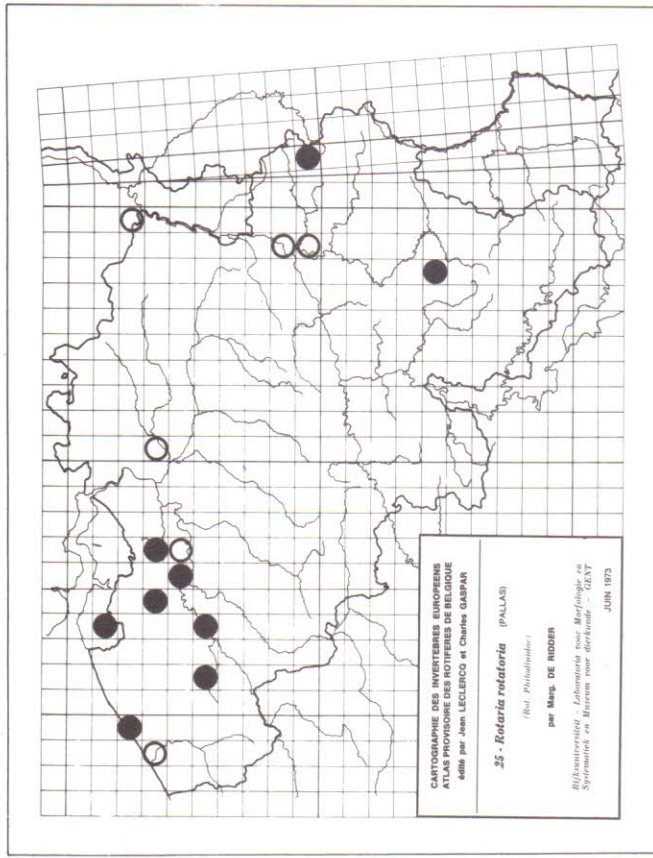 CARTOGRAPHIE DES INVERTEBRES EUROPEENS
ATLAS PROVISOIRE DES ROTIFERES DE BELGIQUE
édité par Jean LECLERCQ et Charles GASPAR
25 - Rotaria rotatoria (PALLAS)
(Rot. Philodinidae)
par Marg. DE RIDDER
Rijksuniversiteit - Laboratoria voor Morfologie en
Systematiek en Museum voor dierkunde - GENT
JUIN 1973